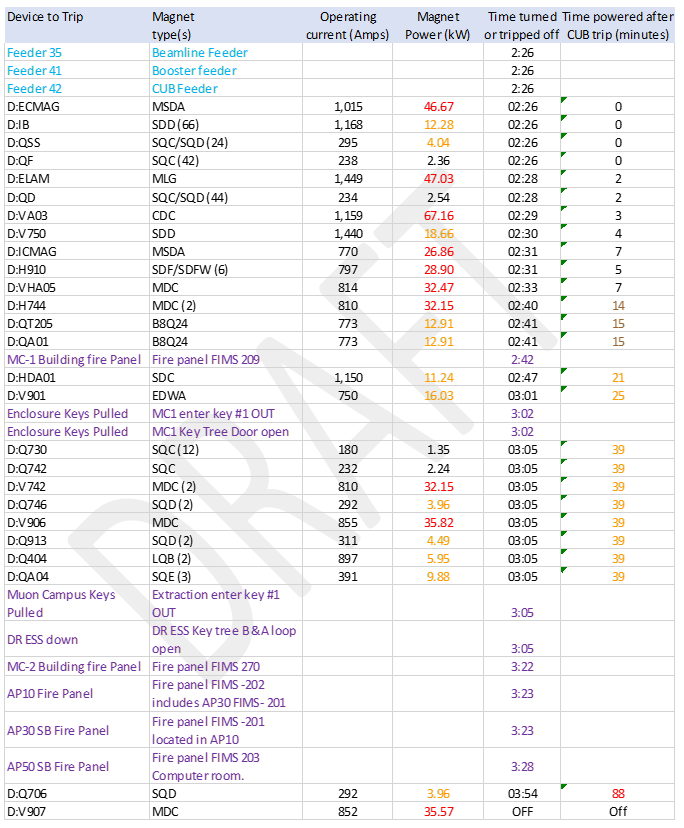 Device to Trip Magnet type(s) Operating current (Amps) Magnet Power (kW) Time turned or tripped off Time powered after CUB trip (minutes)
Feeder 35 Beamline Feeder 2:26
Feeder 41 Booster feeder 2:26
Feeder 42 CUB Feeder 2:26
D:ECMAG MSDA 1,015 46.67 02:26 0
D:IB SDD (66) 1,168 12.28 02:26 0
D:QSS SQC/SQD (24) 295 4.04 02:26 0
D:QF SQC (42) 238 2.36 02:26 0
D:ELAM MLG 1,449 47.03 02:28 2
D:QD SQC/SQD (44) 234 2.54 02:28 2
D:VA03 CDC 1,159 67.16 02:29 3
D:V750 SDD 1,440 18.66 02:30 4
D:ICMAG MSDA 770 26.86 02:31 7
D:H910 SDF/SDFW (6) 797 28.90 02:31 5
D:VHA05 MDC 814 32.47 02:33 7
D:H744 MDC (2) 810 32.15 02:40 14
D:QT205 B8Q24 773 12.91 02:41 15
D:QA01 B8Q24 773 12.91 02:41 15
MC-1 Building fire Panel Fire panel FIMS 209 2:42
D:HDA01 SDC 1,150 11.24 02:47 21
D:V901 EDWA 750 16.03 03:01 25
Enclosure Keys Pulled MC1 enter key #1 OUT 3:02
Enclosure Keys Pulled MC1 Key Tree Door open 3:02
D:Q730 SQC (12) 180 1.35 03:05 39
D:Q742 SQC 232 2.24 03:05 39
D:V742 MDC (2) 810 32.15 03:05 39
D:Q746 SQD (2) 292 3.96 03:05 39
D:V906 MDC 855 35.82 03:05 39
D:Q913 SQD (2) 311 4.49 03:05 39
D:Q404 LQB (2) 897 5.95 03:05 39
D:QA04 SQE (3) 391 9.88 03:05 39
Muon Campus Keys Pulled Extraction enter key #1 OUT 3:05
DR ESS down DR ESS Key tree B &A loop open 3:05
MC-2 Building fire Panel Fire panel FIMS 270 3:22
AP10 Fire Panel Fire panel FIMS -202 includes AP30 FIMS- 201 3:23
AP30 SB Fire Panel Fire panel FIMS -201 located in AP10 3:23
AP50 SB Fire Panel Fire panel FIMS 203 Computer room. 3:28
D:Q706 SQD 292 3.96 03:54 88
D:V907 MDC 852 35.57 OFF Off
DRAFT